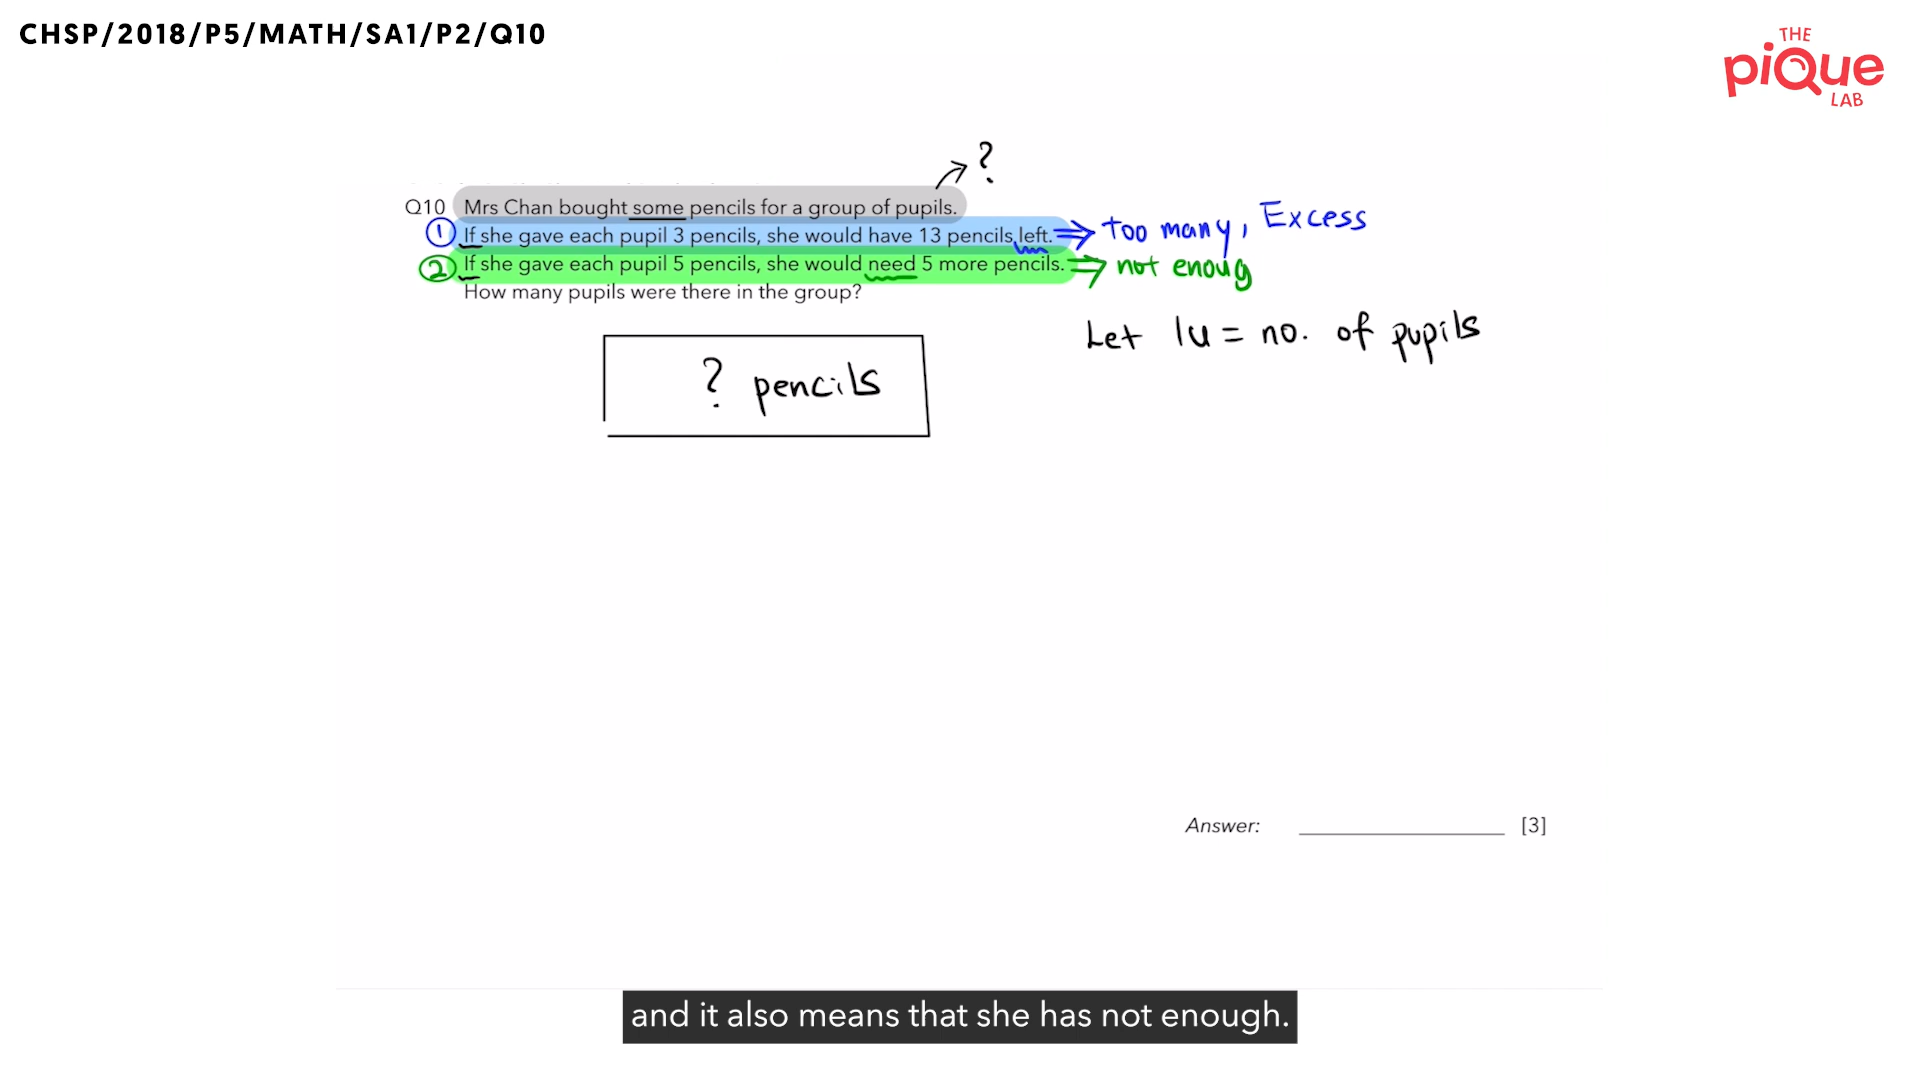 CHSP/2018/P5/MATH/SA1/P2/Q10
THE
piQue
LAB
?
Q10 Mrs Chan bought some pencils for a group of pupils.
1 If she gave each pupil 3 pencils, she would have 13 pencils left. too many, Excess
2 If she gave each pupil 5 pencils, she would need 5 more pencils. not enoug
How many pupils were there in the group?
Let 1u = no. of pupils
? pencils
Answer: ____________________ [3]
and it also means that she has not enough.